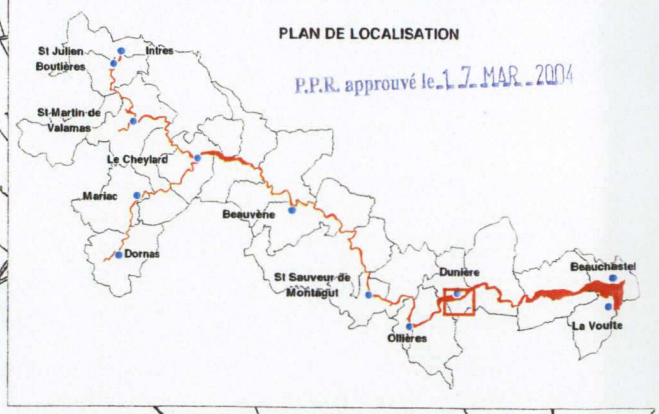 PLAN DE LOCALISATION
P.P.R. approuvé le 17 MAR. 2004
St Julien
Boutières
Intres
St Martin de
Valamas
Le Cheylard
Mariac
Beauvène
Dornas
St Sauveur de
Montagut
Dunière
Beauchastel
Ollières
La Voulte